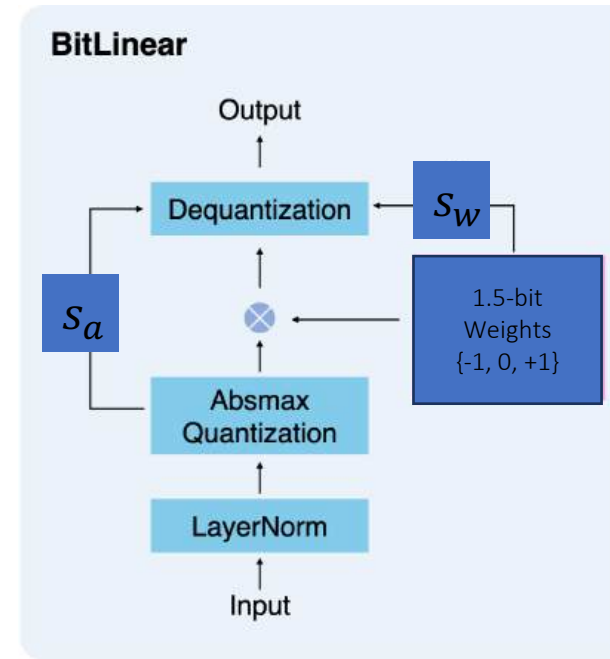 BitLinear
Output
Dequantization
s_w
1.5-bit
Weights
{-1, 0, +1}
s_a
Absmax
Quantization
LayerNorm
Input